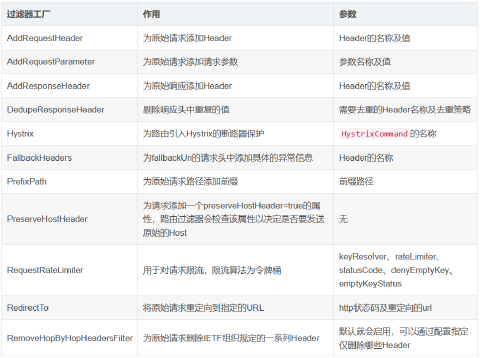 过滤器工厂 作用 参数
AddRequestHeader 为原始请求添加Header Header的名称及值
AddRequestParameter 为原始请求添加请求参数 参数名称及值
AddResponseHeader 为原始响应添加Header Header的名称及值
DedupeResponseHeader 剔除响应头中重复的值 需要去重的Header名称及去重策略
Hystrix 为路由引入Hystrix的断路器保护 HystrixCommand的名称
FallbackHeaders 为fallbackUri的请求头中添加具体的异常信息 Header的名称
PrefixPath 为原始请求路径添加前缀 前缀路径
PreserveHostHeader 为请求添加一个preserveHostHeader=true的属
性，路由过滤器会检查该属性以决定是否要发送 无
原始的Host
RequestRateLimiter 用于对请求限流，限流算法为令牌桶 keyResolver、rateLimiter、
statusCode、denyEmptyKey、
emptyKeyStatus
RedirectTo 将原始请求重定向到指定的URL http状态码及重定向的url
RemoveHopByHopHeadersFilter 为原始请求删除IETF组织规定的一系列Header 默认就会启用，可以通过配置指定
仅删除哪些Header